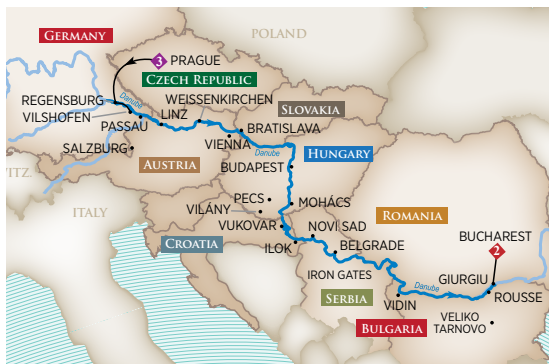 GERMANY
POLAND
3
PRAGUE
CZECH REPUBLIC
REGENSBURG
Danube
WEISSENKIRCHEN
VILSHOFEN
LINZ
SLOVAKIA
PASSAU
BRATISLAVA
SALZBURG
VIENNA
Danube
HUNGARY
AUSTRIA
BUDAPEST
ITZ.
PECS
MOHÁCS
ITALY
VILÁNY
ROMANIA
VUKOVAR
NOVI SAD
BUCHAREST
CROATIA
ILOK
BELGRADE
2
IRON GATES
GIURGIU
Danube
SERBIA
VIDIN
ROUSSE
BULGARIA
VELIKO
TARNOVO